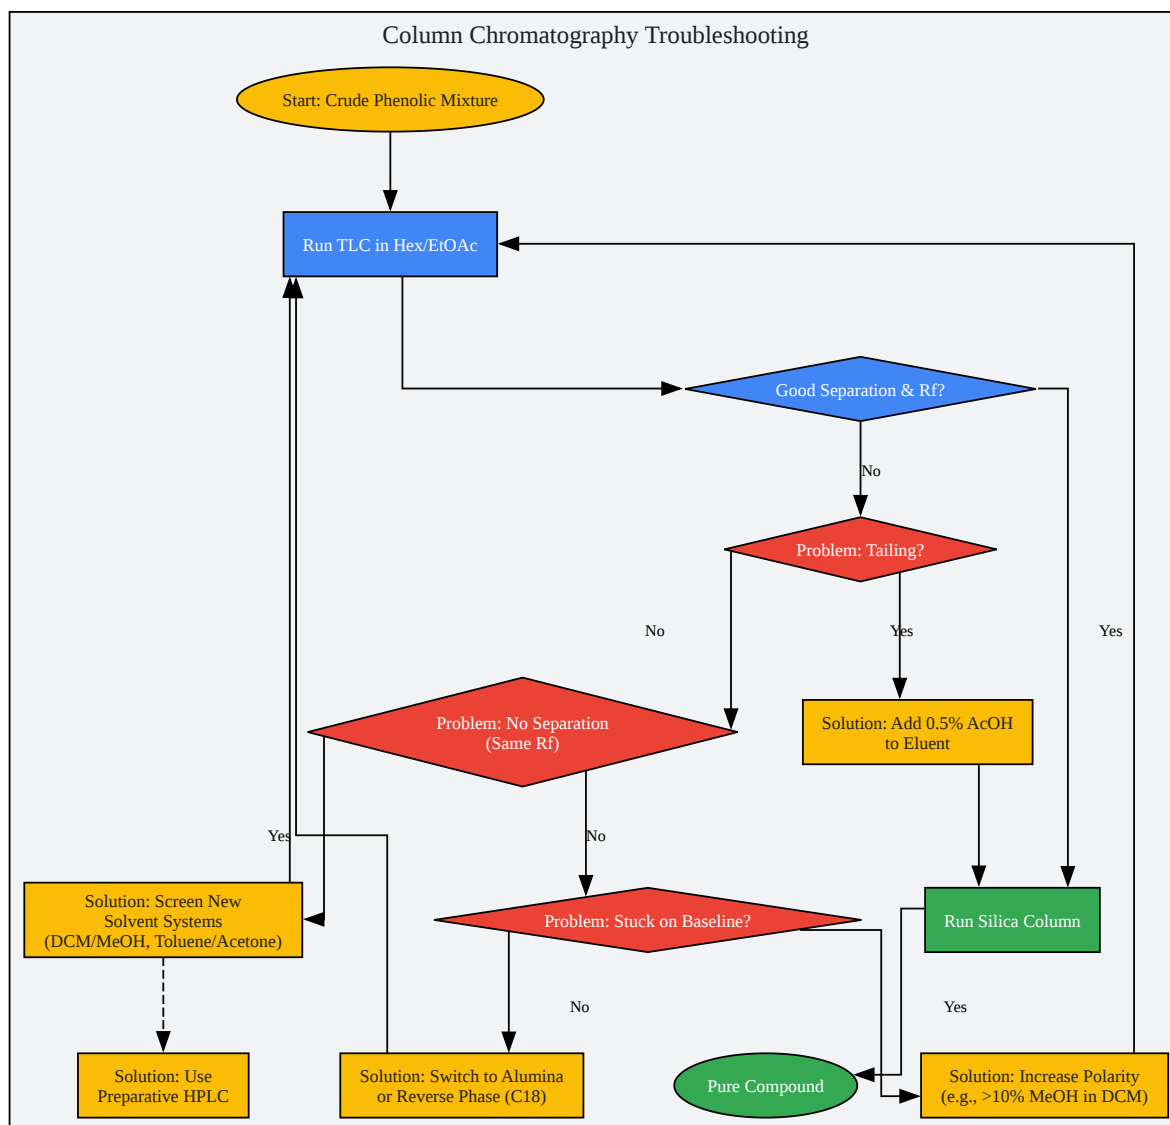 Column Chromatography Troubleshooting
Start: Crude Phenolic Mixture
Run TLC in Hex/EtOAc
Good Separation & Rf?
No
Problem: Tailing?
No
Yes
Yes
Problem: No Separation
(Same Rf)
Solution: Add 0.5% AcOH
to Eluent
Yes
No
Solution: Screen New
Solvent Systems
(DCM/MeOH, Toluene/Acetone)
Problem: Stuck on Baseline?
Run Silica Column
No
Yes
Solution: Use
Preparative HPLC
Solution: Switch to Alumina
or Reverse Phase (C18)
Pure Compound
Solution: Increase Polarity
(e.g., >10% MeOH in DCM)